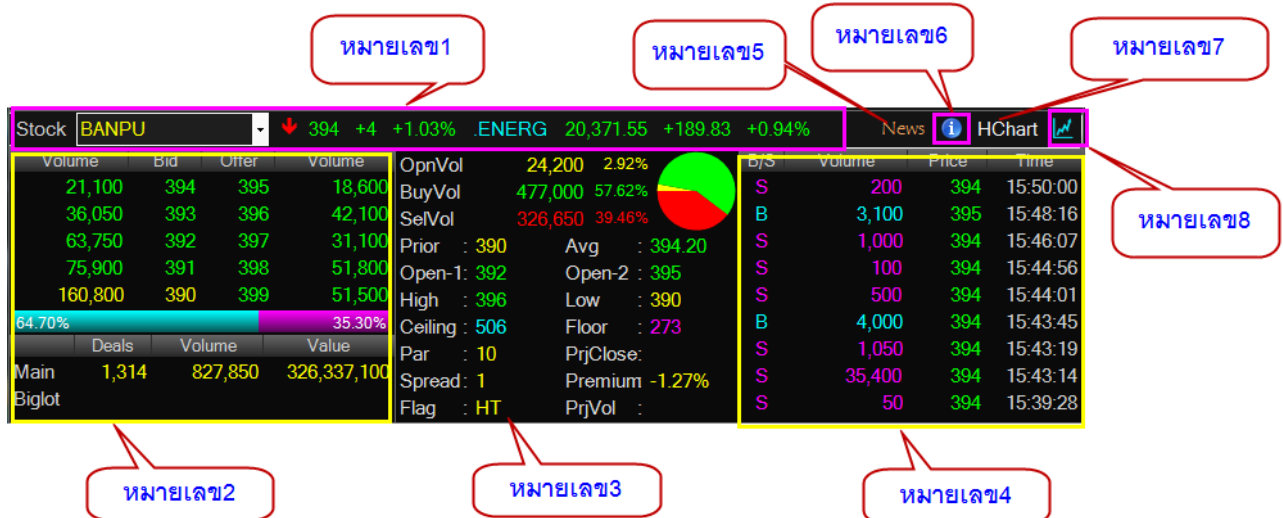 หมายเลข1
หมายเลข5
หมายเลข6
หมายเลข7
Stock BANPU 394 +4 +1.03% .ENERG 20,371.55 +189.83 +0.94% News i HChart
Volume Bid Offer Volume
21,100 394 395 18,600
36,050 393 396 42,100
63,750 392 397 31,100
75,900 391 398 51,800
160,800 390 399 51,500
64.70% 35.30%
Deals Volume Value
Main 1,314 827,850 326,337,100
Biglot
OpnVol 24,200 2.92%
BuyVol 477,000 57.62%
SelVol 326,650 39.46%
Prior : 390 Avg : 394.20
Open-1: 392 Open-2 : 395
High : 396 Low : 390
Ceiling : 506 Floor : 273
Par : 10 PrjClose:
Spread: 1 Premium -1.27%
Flag : HT PrjVol :
B/S Volume Price Time
S 200 394 15:50:00
B 3,100 395 15:48:16
S 1,000 394 15:46:07
S 100 394 15:44:56
S 500 394 15:44:01
B 4,000 394 15:43:45
S 1,050 394 15:43:19
S 35,400 394 15:43:14
S 50 394 15:39:28
หมายเลข8
หมายเลข2
หมายเลข3
หมายเลข4